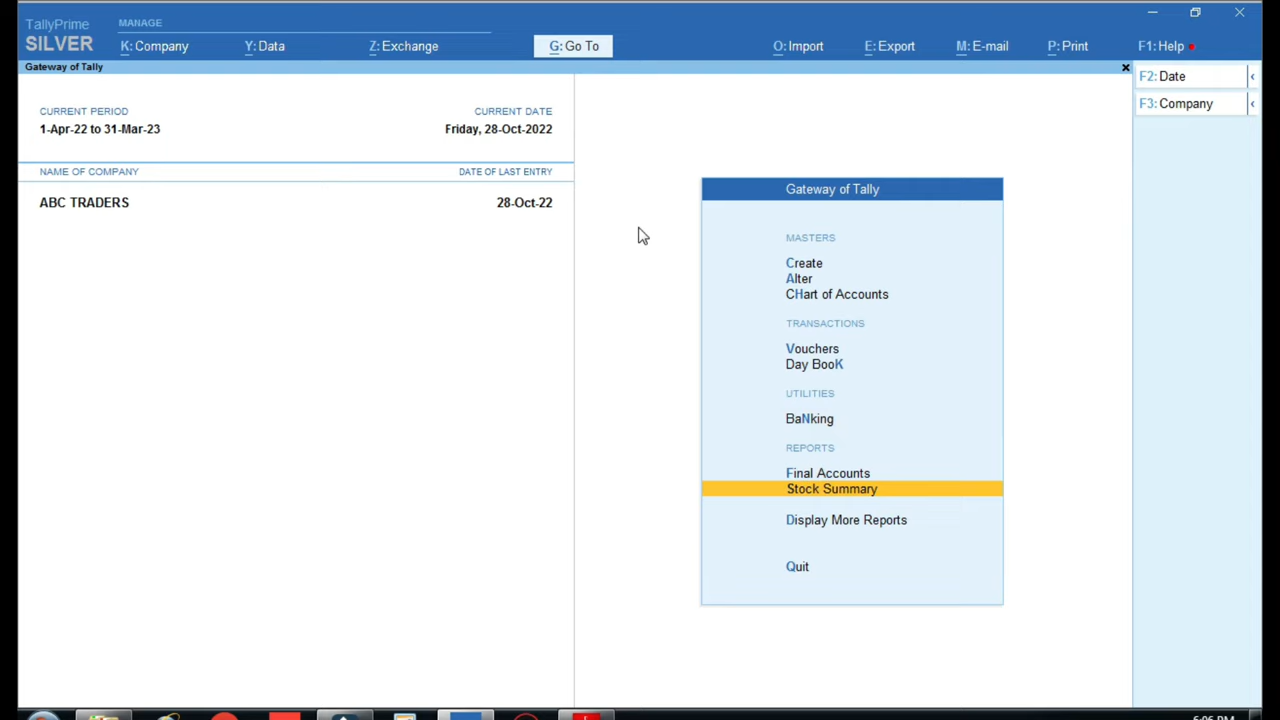 TallyPrime
SILVER
MANAGE
K: Company
Y: Data
Z: Exchange
G: Go To
O: Import
E: Export
M: E-mail
P: Print
F1: Help
Gateway of Tally
F2: Date
F3: Company
CURRENT PERIOD
CURRENT DATE
1-Apr-22 to 31-Mar-23
Friday, 28-Oct-2022
NAME OF COMPANY
DATE OF LAST ENTRY
ABC TRADERS
28-Oct-22
Gateway of Tally
MASTERS
Create
Alter
CHart of Accounts
TRANSACTIONS
Vouchers
Day BooK
UTILITIES
BaNking
REPORTS
Final Accounts
Stock Summary
Display More Reports
Quit
6:06 PM